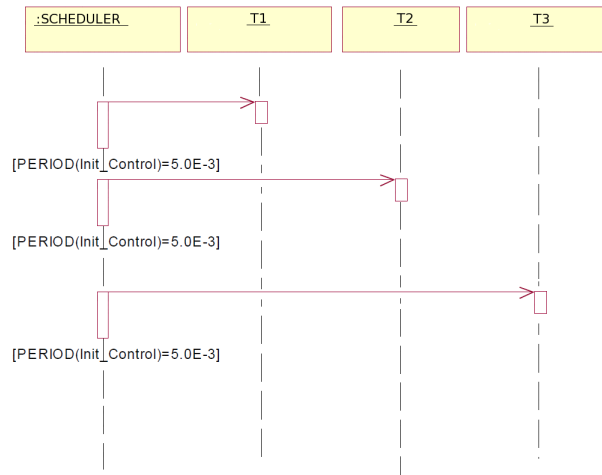 :SCHEDULER T1 T2 T3
[PERIOD(Init_Control)=5.0E-3]
[PERIOD(Init_Control)=5.0E-3]
[PERIOD(Init_Control)=5.0E-3]